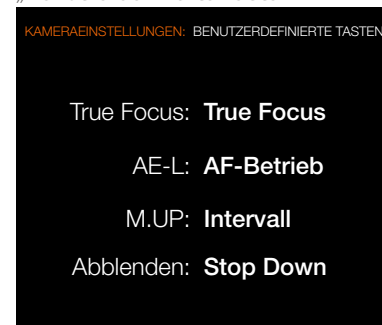 KAMERAEINSTELLUNGEN: BENUTZERDEFINIERTE TASTEN
True Focus: True Focus
AE-L: AF-Betrieb
M.UP: Intervall
Abblenden: Stop Down